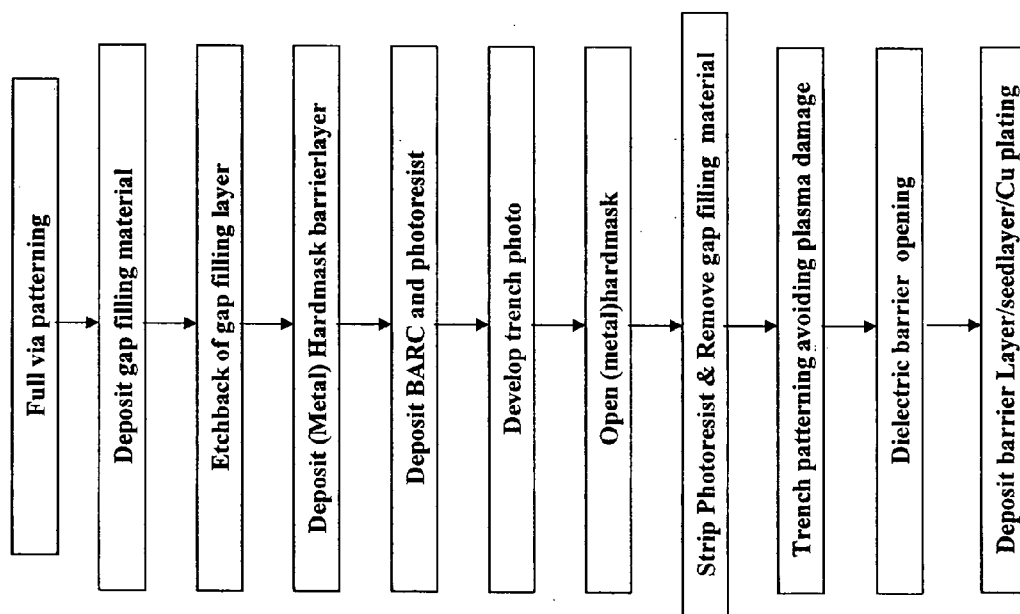 Full via patterning
Deposit gap filling material
Etchback of gap filling layer
Deposit (Metal) Hardmask barrierlayer
Deposit BARC and photoresist
Develop trench photo
Open (metal)hardmask
Strip Photoresist & Remove gap filling material
Trench patterning avoiding plasma damage
Dielectric barrier opening
Deposit barrier Layer/seedlayer/Cu plating